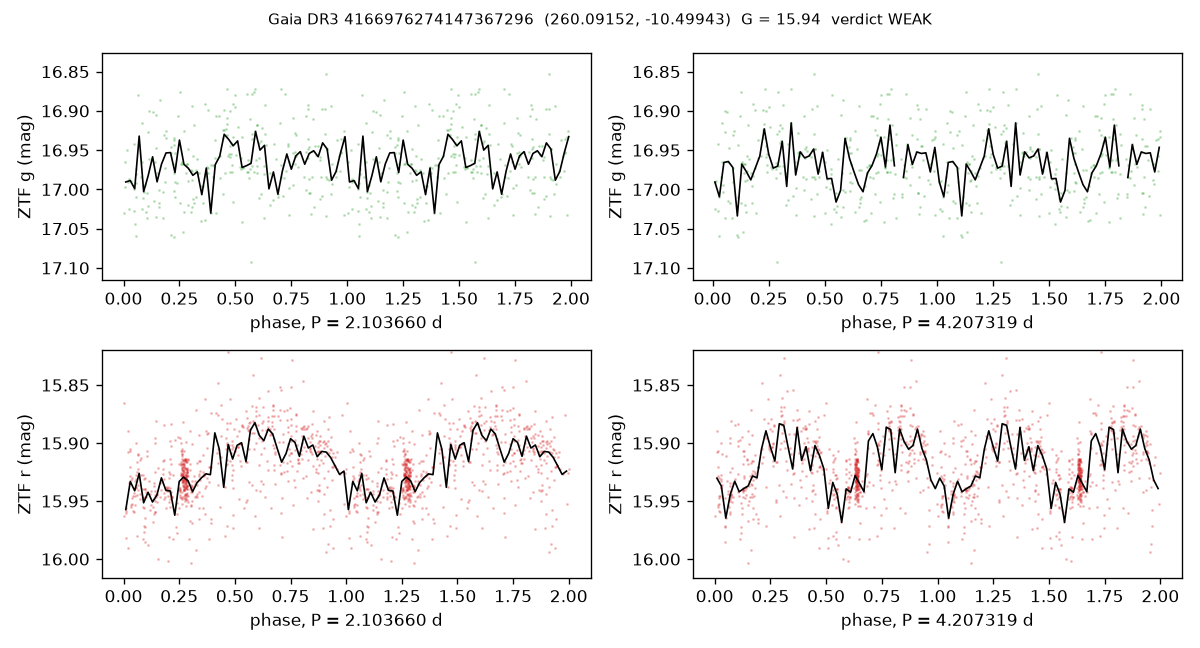 Gaia DR3 4166976274147367296  (260.09152, -10.49943)  G = 15.94  verdict WEAK
ZTF g (mag)
16.85
16.90
16.95
17.00
17.05
17.10
0.00 0.25 0.50 0.75 1.00 1.25 1.50 1.75 2.00
phase, P = 2.103660 d
ZTF g (mag)
16.85
16.90
16.95
17.00
17.05
17.10
0.00 0.25 0.50 0.75 1.00 1.25 1.50 1.75 2.00
phase, P = 4.207319 d
ZTF r (mag)
15.85
15.90
15.95
16.00
0.00 0.25 0.50 0.75 1.00 1.25 1.50 1.75 2.00
phase, P = 2.103660 d
ZTF r (mag)
15.85
15.90
15.95
16.00
0.00 0.25 0.50 0.75 1.00 1.25 1.50 1.75 2.00
phase, P = 4.207319 d